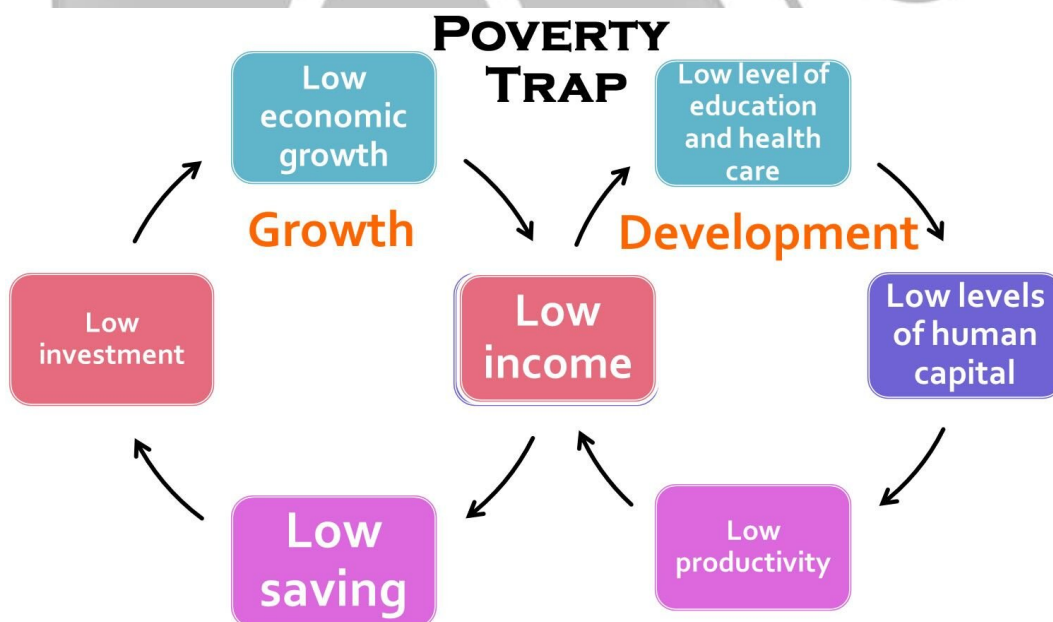 POVERTY
TRAP
Low
economic
growth
Low level of
education
and health
care
Growth
Development
Low
investment
Low
income
Low levels
of human
capital
Low
saving
Low
productivity